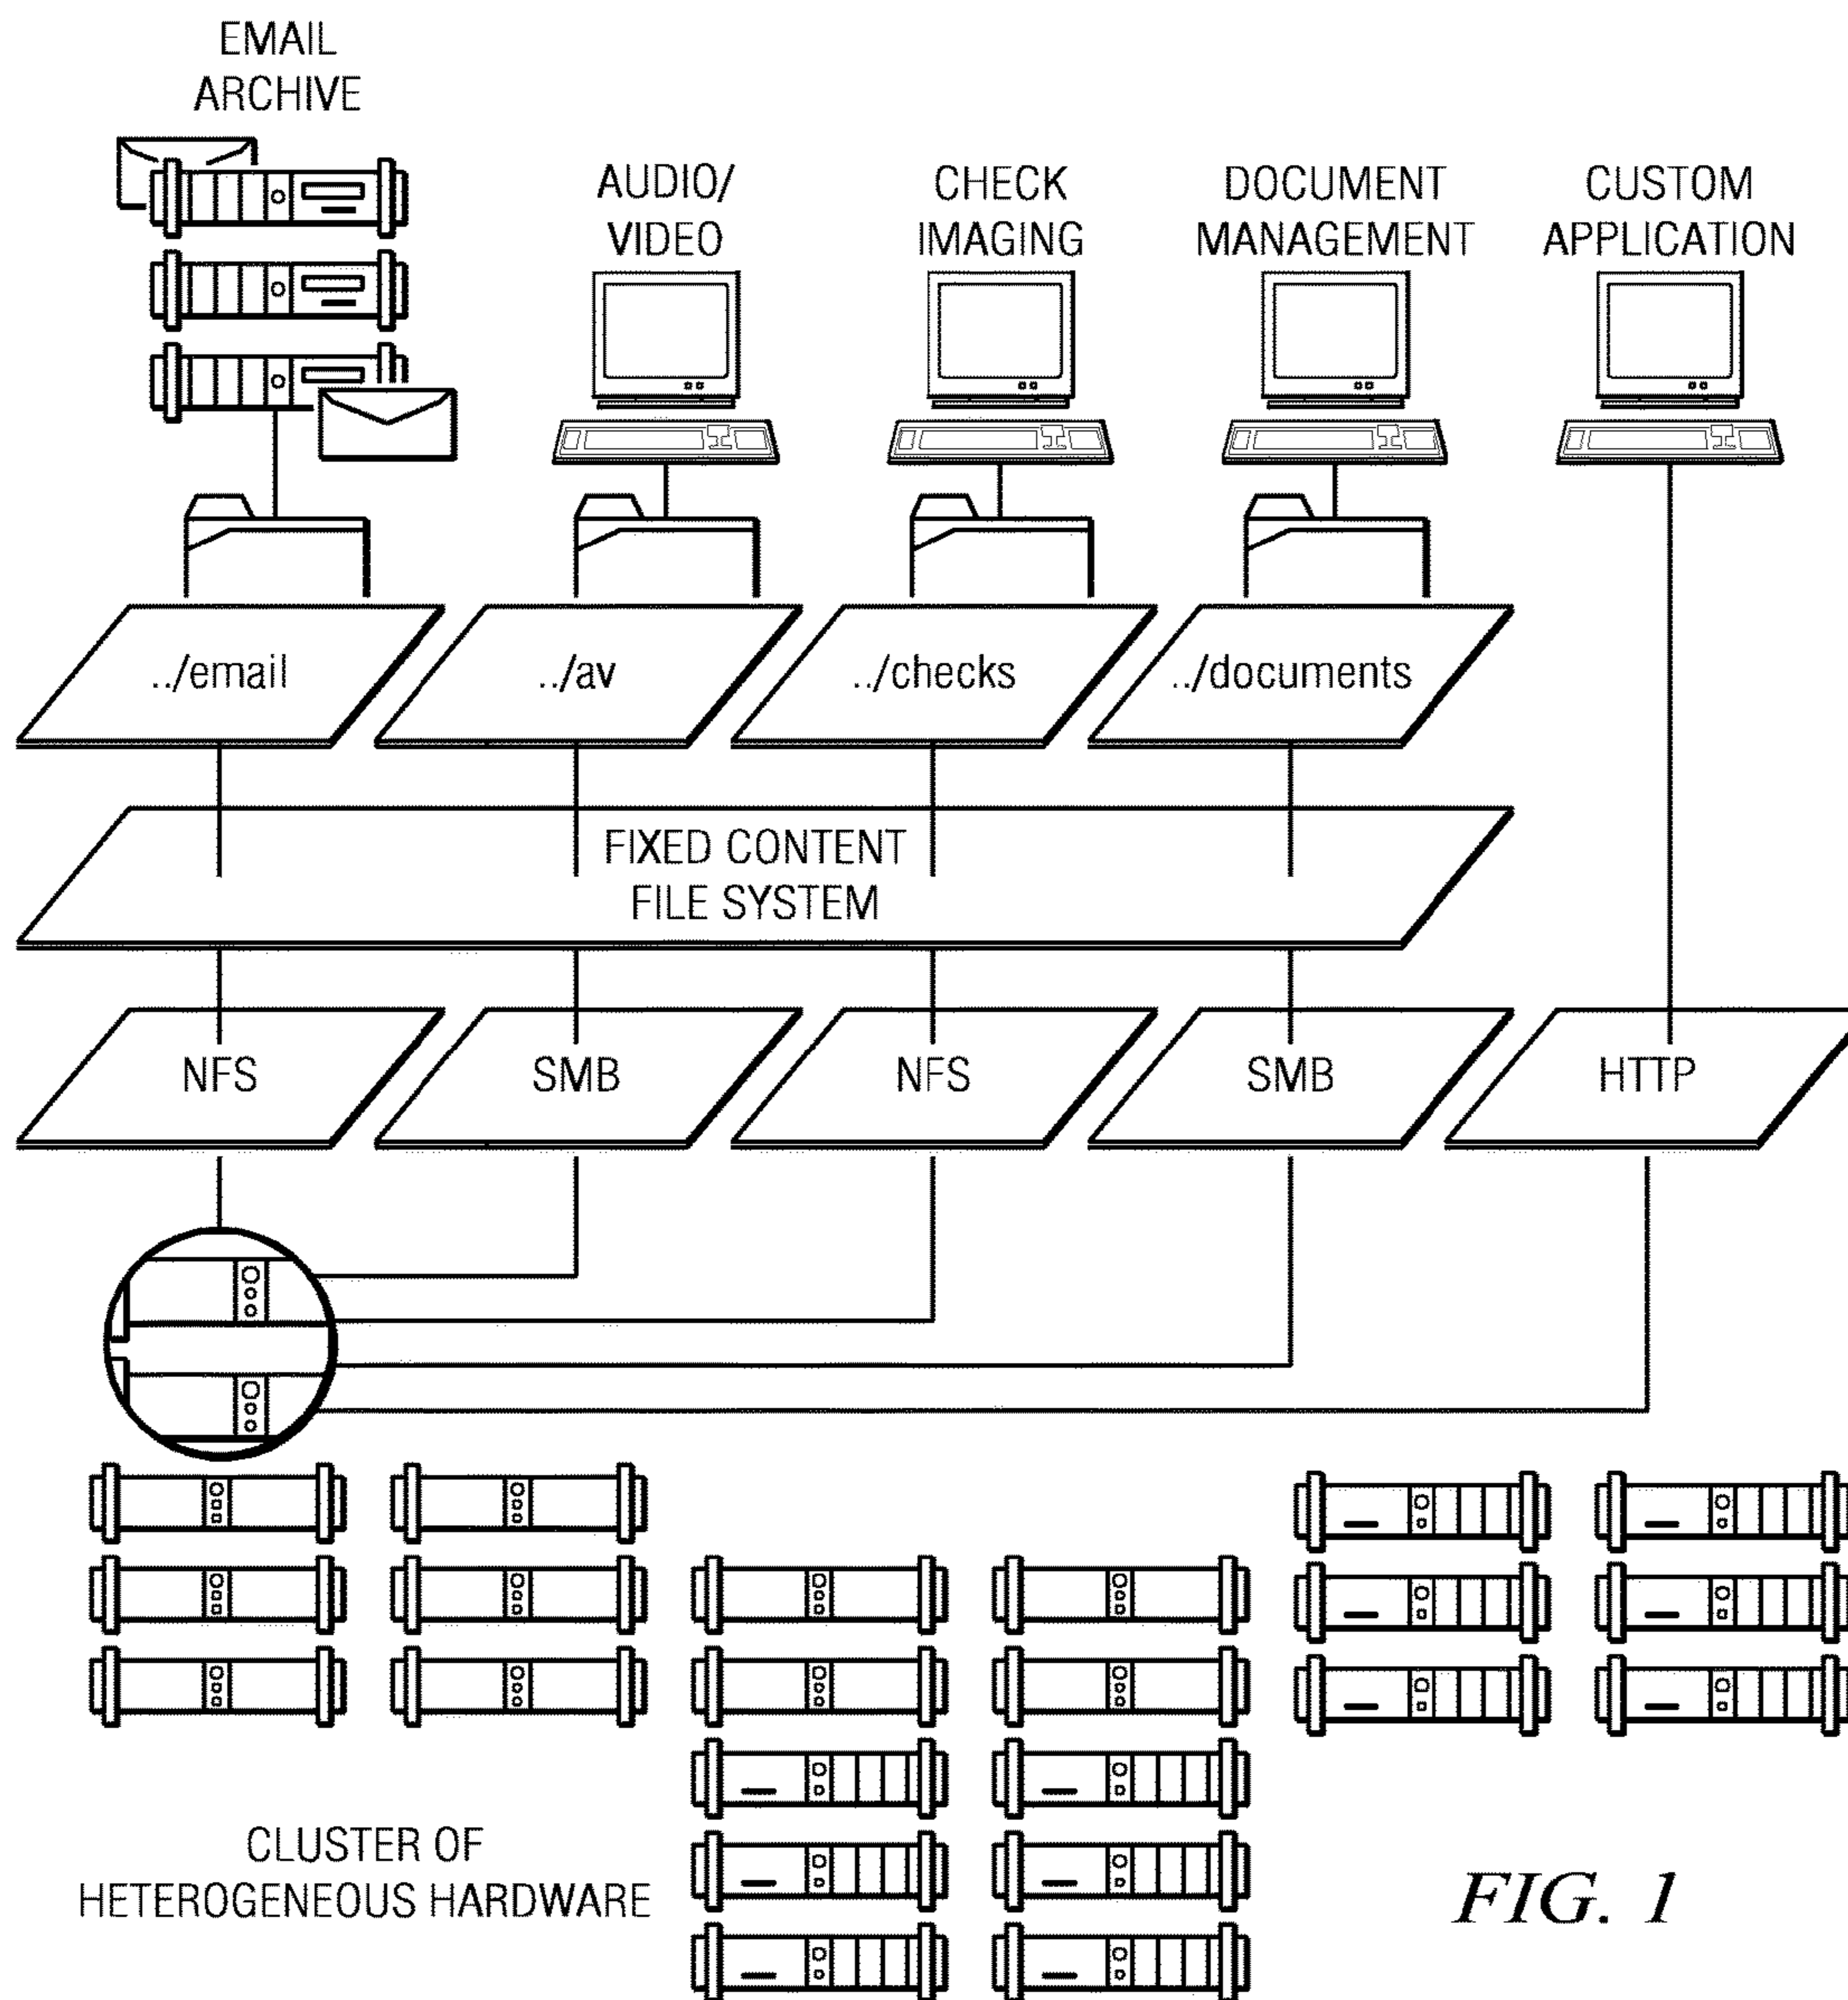 EMAIL
ARCHIVE
AUDIO/
VIDEO
CHECK
IMAGING
DOCUMENT
MANAGEMENT
CUSTOM
APPLICATION
../email
../av
../checks
../documents
FIXED CONTENT
FILE SYSTEM
NFS
SMB
NFS
SMB
HTTP
CLUSTER OF
HETEROGENEOUS HARDWARE
FIG. 1